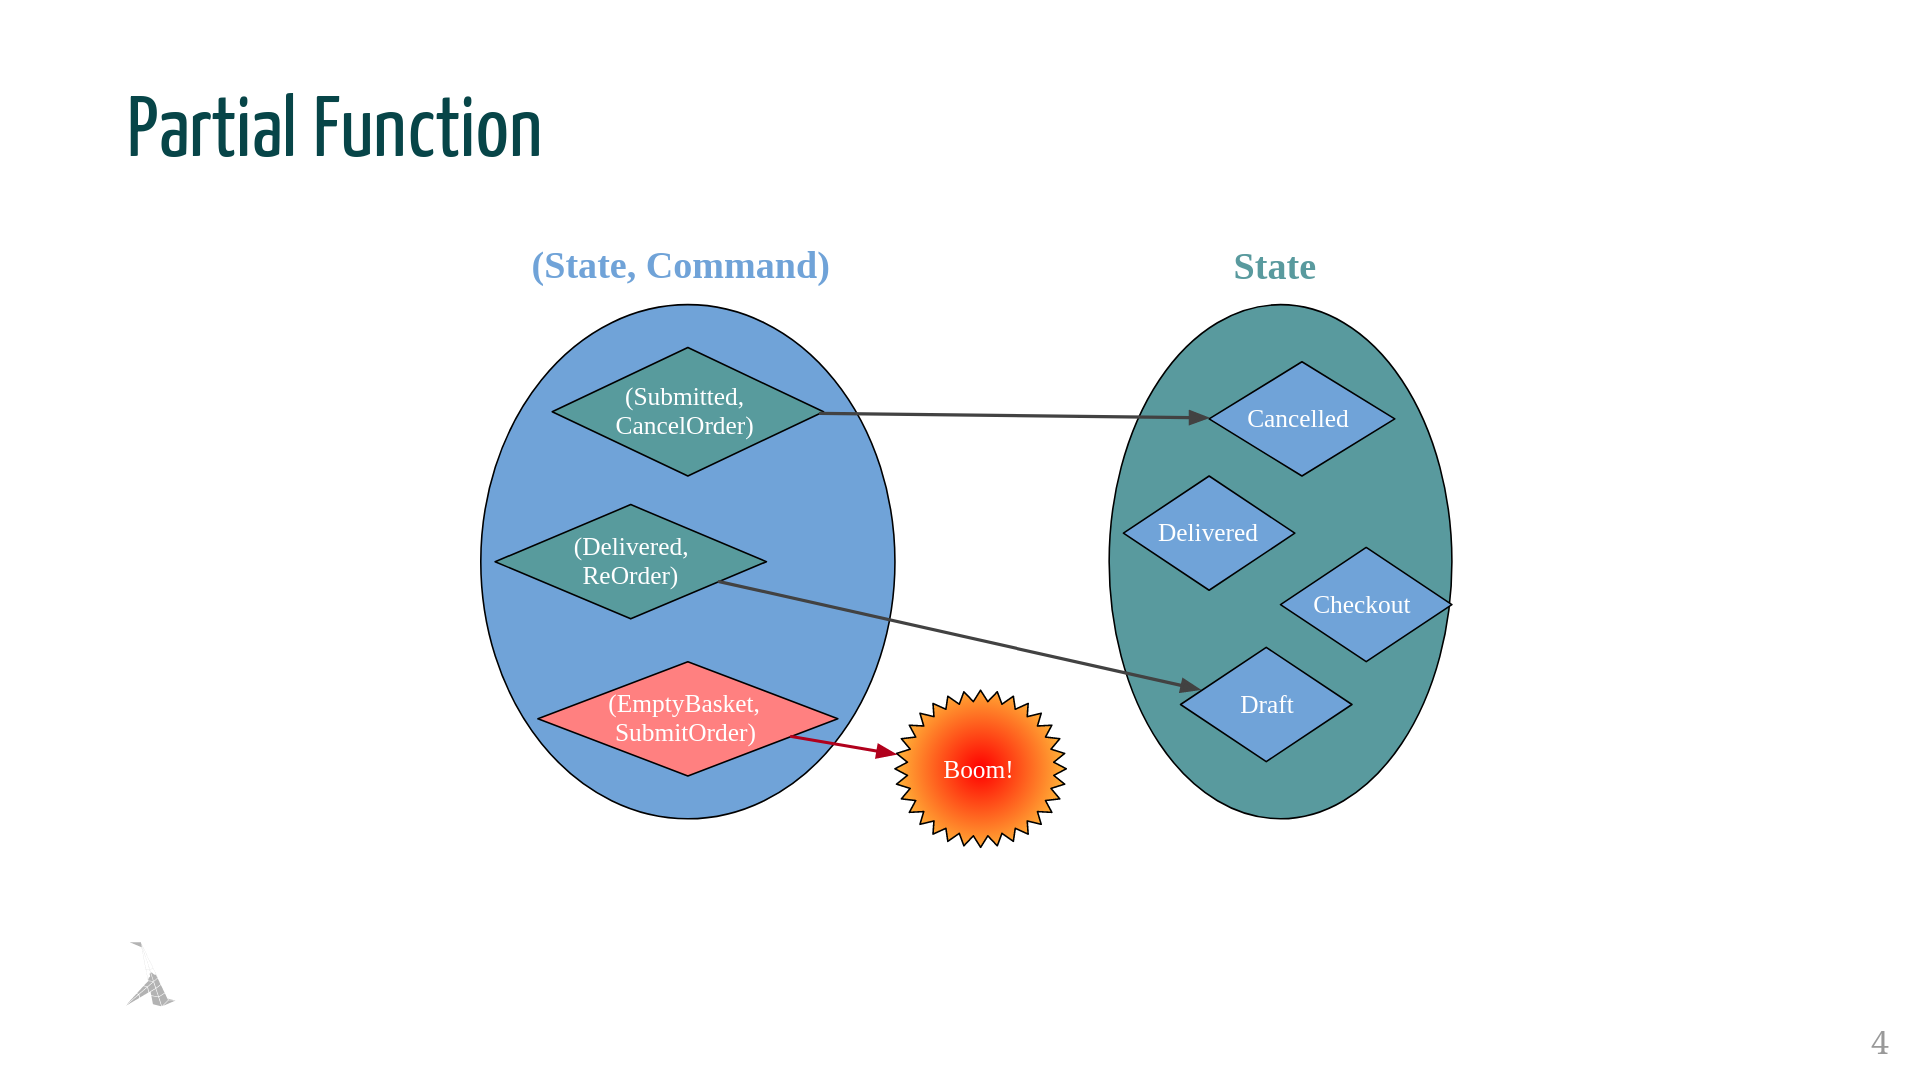 Partial Function
(State, Command)
State
(Submitted,
CancelOrder)
Cancelled
(Delivered,
ReOrder)
Delivered
Checkout
(EmptyBasket,
SubmitOrder)
Draft
Boom!
4